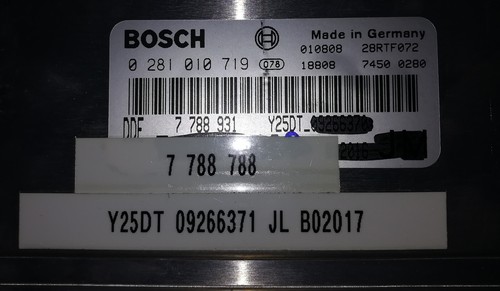 BOSCH Made in Germany
010808 28RTF072
0 281 010 719 078 18808 7450 0280
DDE 7 788 931 Y25DT
7 788 788
Y25DT 09266371 JL B02017